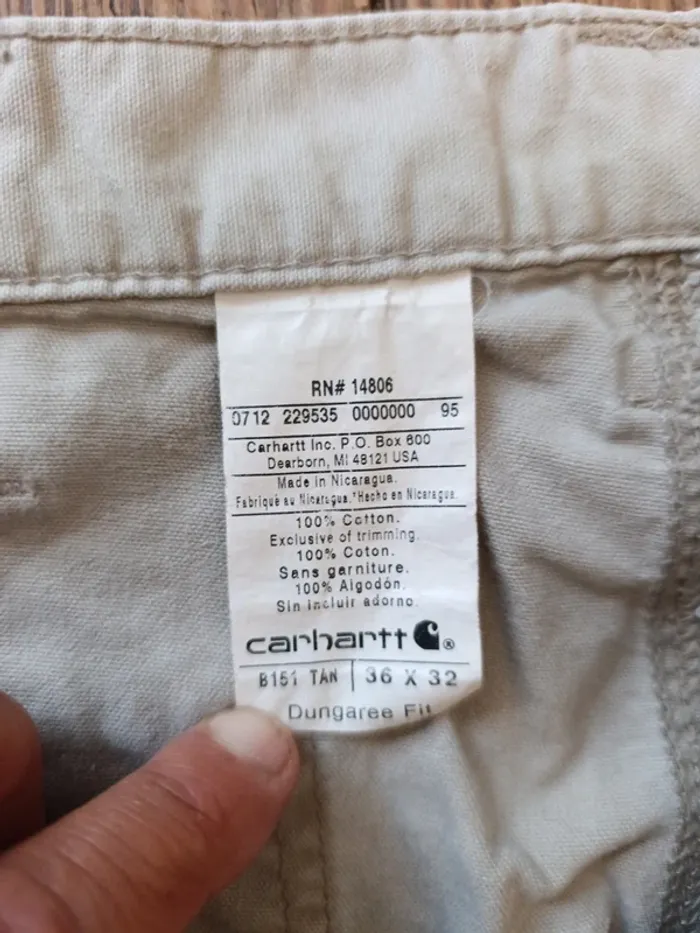 RN# 14806
0712 229535 0000000 95
Carhartt Inc. P.O. Box 600
Dearborn, MI 48121 USA
Made in Nicaragua.
Fabriqué au Nicaragua. Hecho en Nicaragua.
100% Cotton.
Exclusive of trimming.
100% Coton.
Sans garniture.
100% Algodón.
Sin incluir adorno.
carhartt ®
B151 TAN 36 X 32
Dungaree Fit